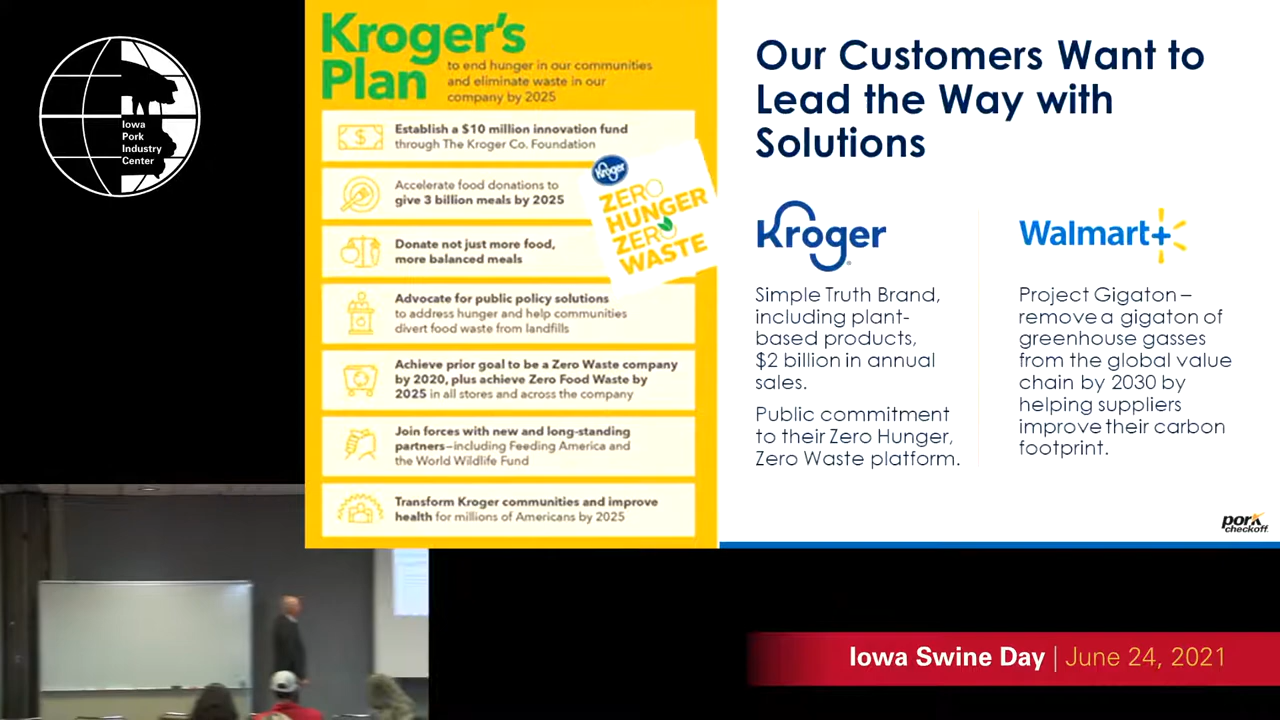 Iowa
Pork
Industry
Center
Kroger's
Plan
to end hunger in our communities
and eliminate waste in our
company by 2025
Establish a $10 million innovation fund
through The Kroger Co. Foundation
Accelerate food donations to
give 3 billion meals by 2025
Donate not just more food,
more balanced meals
Advocate for public policy solutions
to address hunger and help communities
divert food waste from landfills
Achieve prior goal to be a Zero Waste company
by 2020, plus achieve Zero Food Waste by
2025 in all stores and across the company
Join forces with new and long-standing
partners–including Feeding America and
the World Wildlife Fund
Transform Kroger communities and improve
health for millions of Americans by 2025
Kroger
ZERO
HUNGER
ZERO
WASTE
Our Customers Want to
Lead the Way with
Solutions
Kroger
Simple Truth Brand,
including plant-
based products,
$2 billion in annual
sales.
Public commitment
to their Zero Hunger,
Zero Waste platform.
Walmart+
Project Gigaton –
remove a gigaton of
greenhouse gasses
from the global value
chain by 2030 by
helping suppliers
improve their carbon
footprint.
pork
checkoff
Iowa Swine Day | June 24, 2021